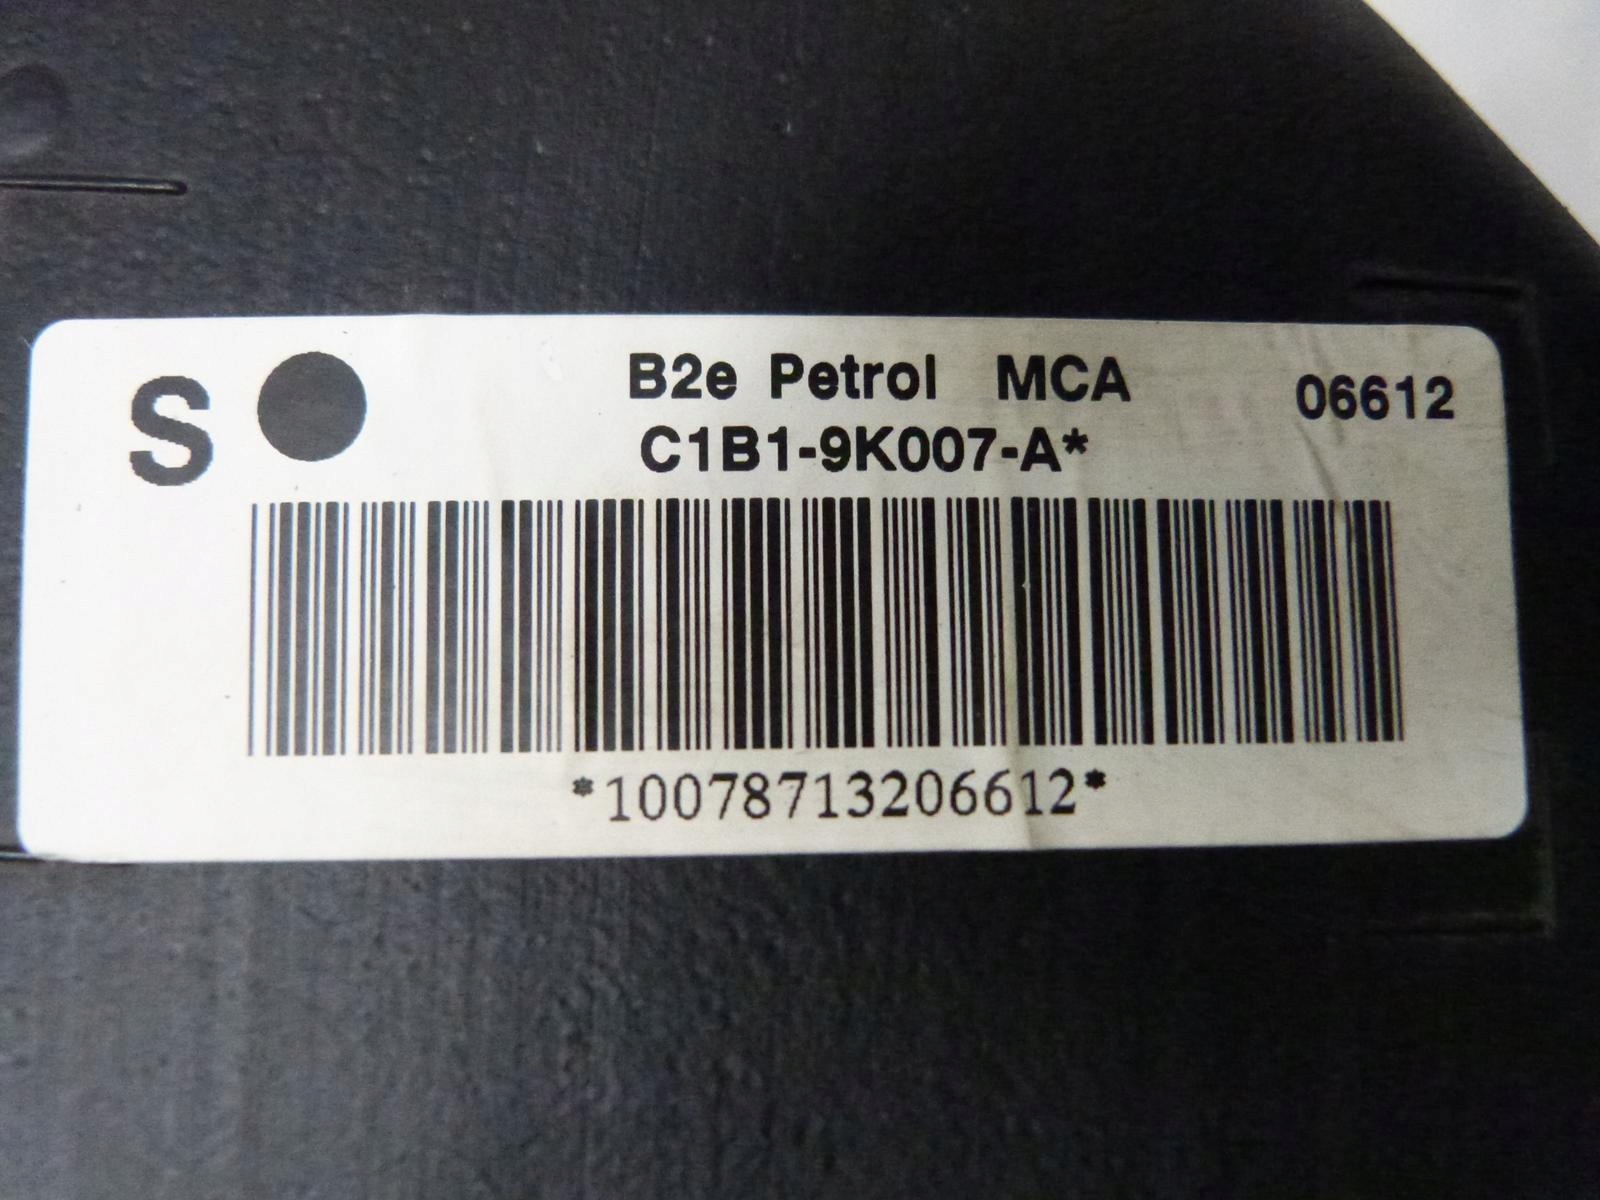 S
B2e Petrol MCA
06612
C1B1-9K007-A*
*10078713206612*